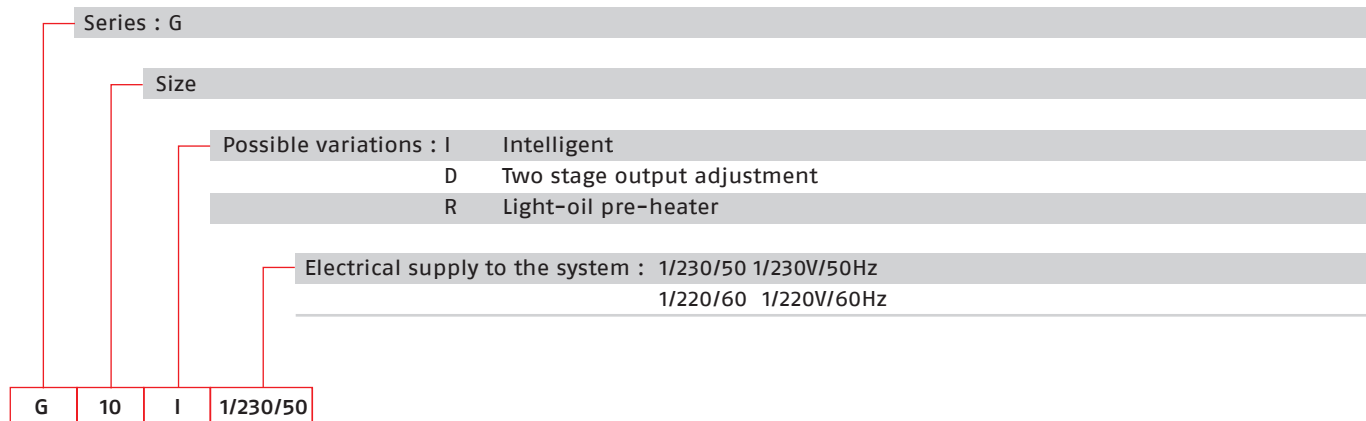 Series : G
Size
Possible variations : I Intelligent
D Two stage output adjustment
R Light-oil pre-heater
Electrical supply to the system : 1/230/50 1/230V/50Hz
1/220/60 1/220V/60Hz
G 10 I 1/230/50